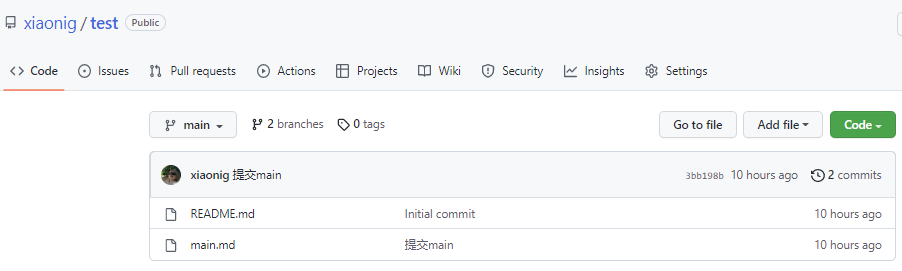 xiaonig / test Public
Code Issues Pull requests Actions Projects Wiki Security Insights Settings
main 2 branches 0 tags Go to file Add file Code
xiaonig 提交main 3bb198b 10 hours ago 2 commits
README.md Initial commit 10 hours ago
main.md 提交main 10 hours ago